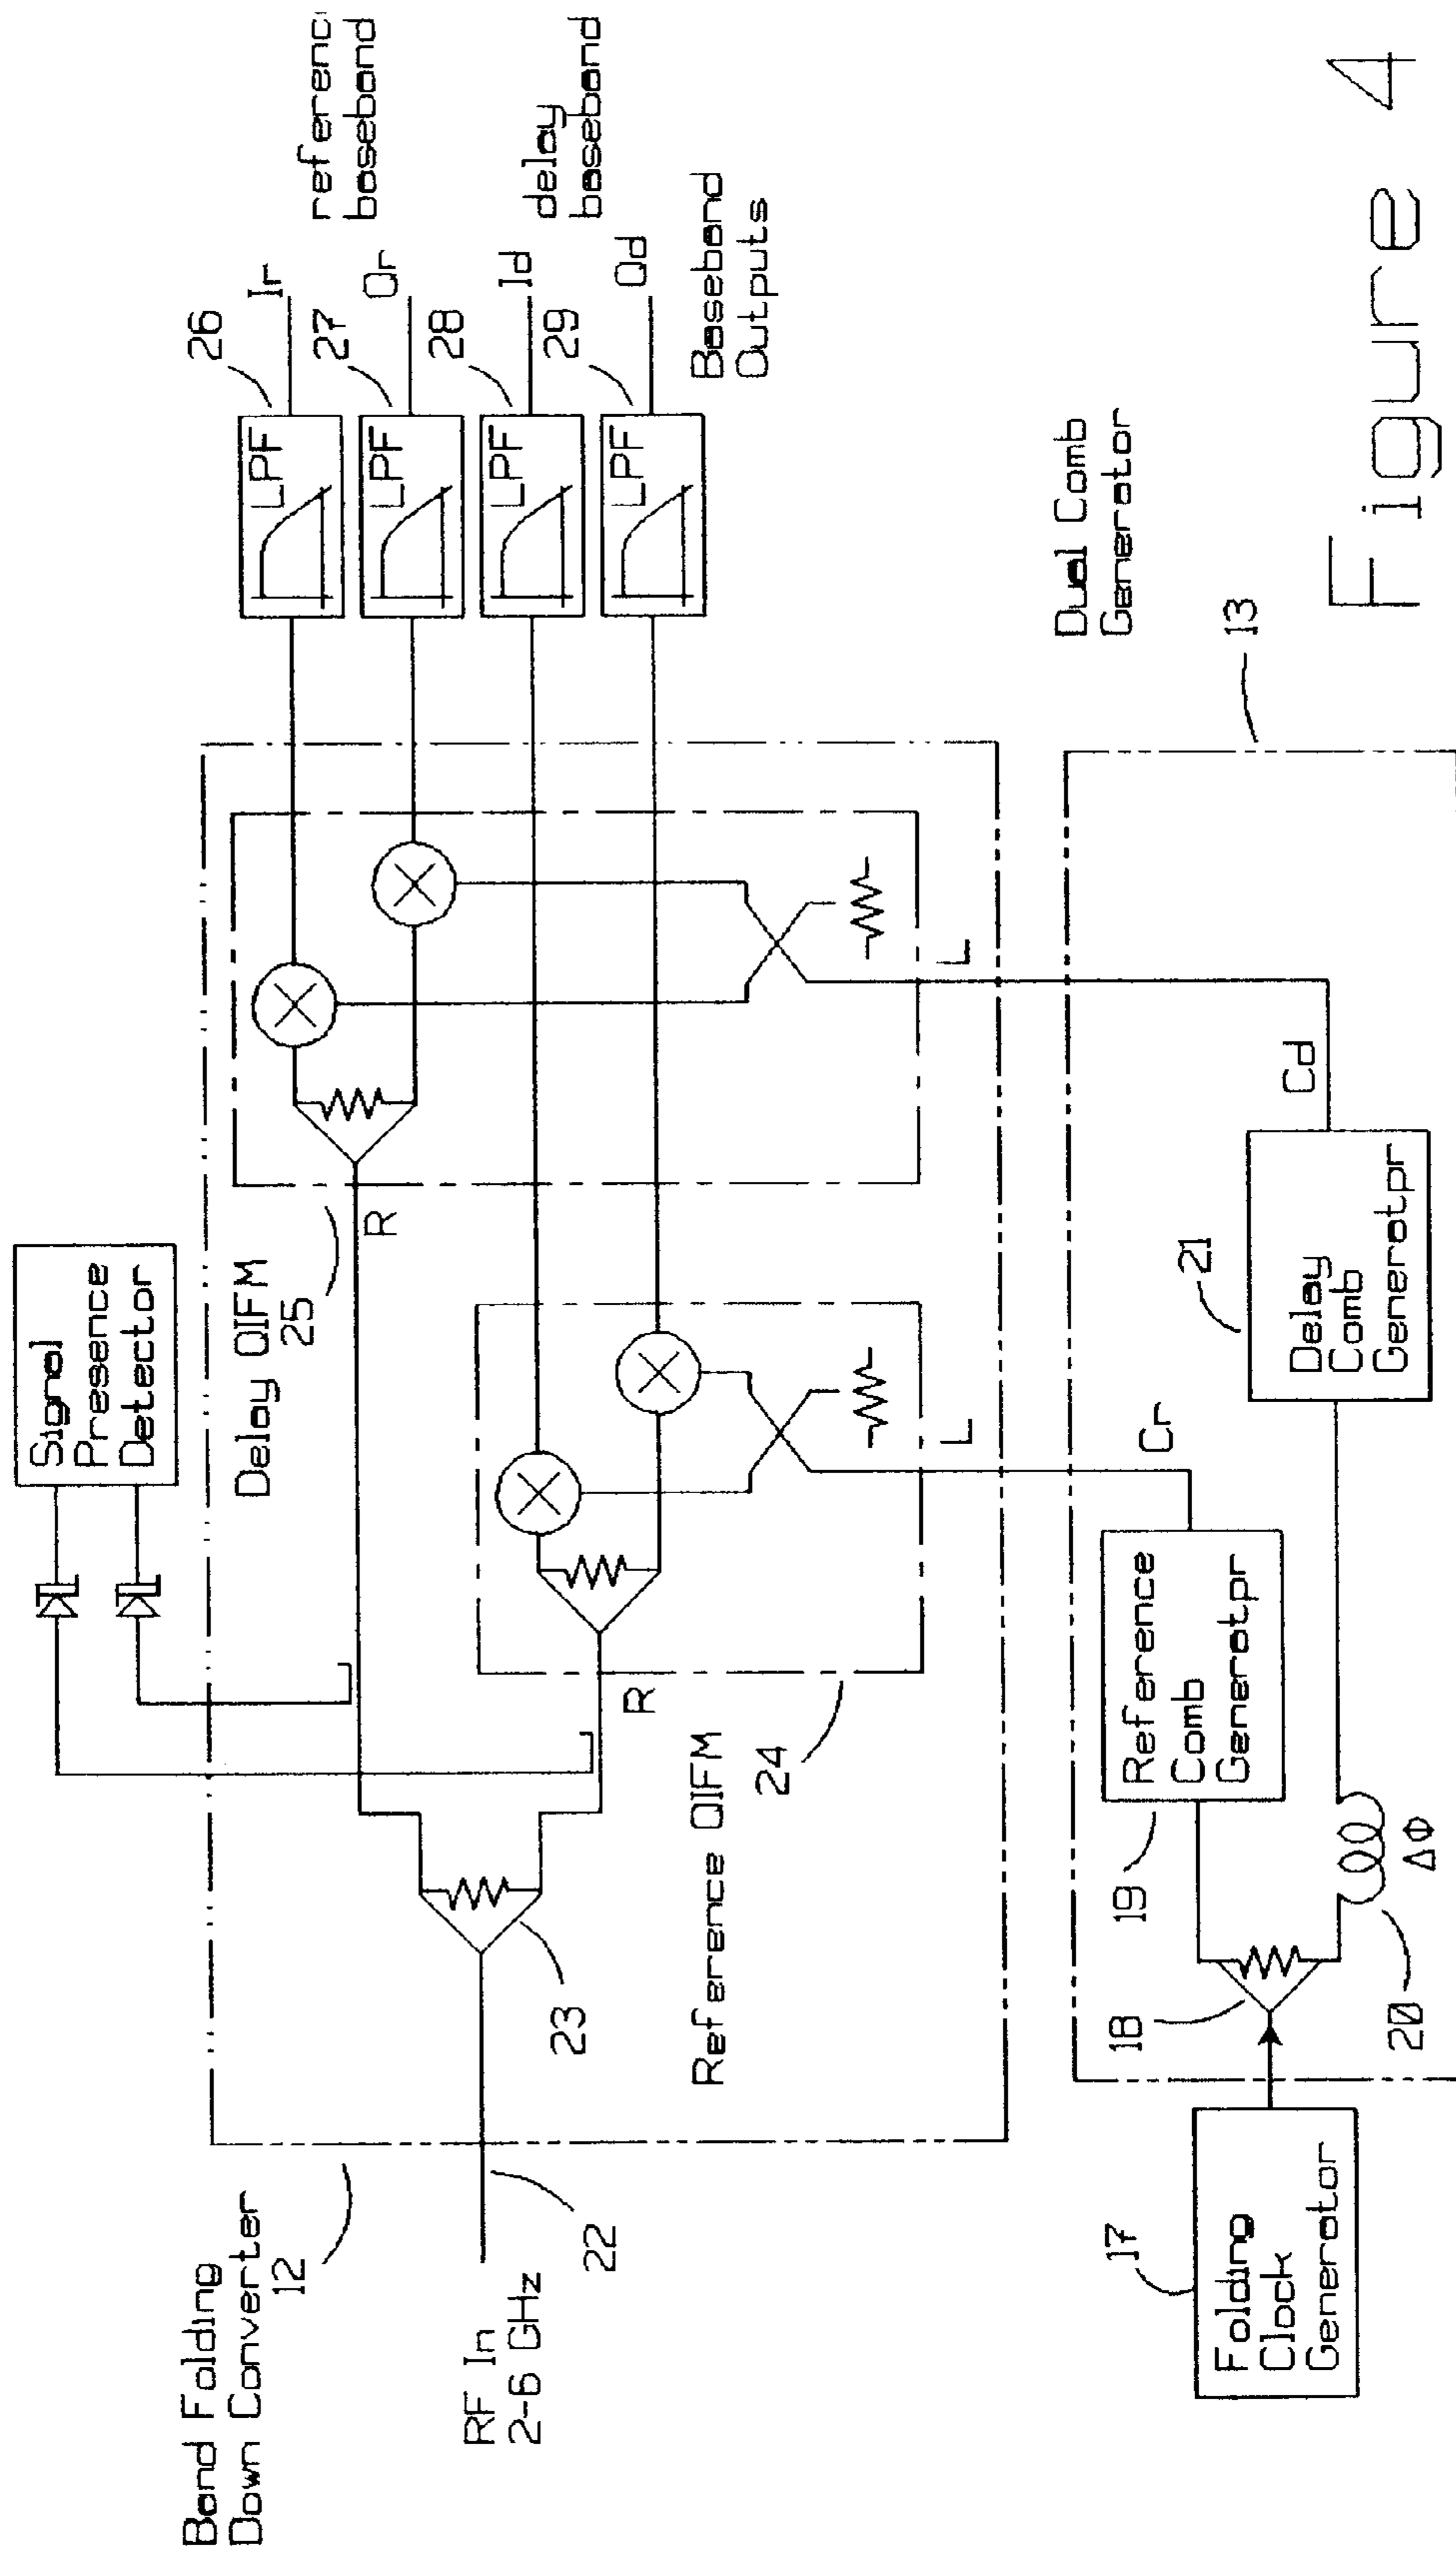 Signal
Presence
Detector
Band Folding
Down Converter
12
RF In
2-6 GHz
22
23
Delay QIFM
25
R
Reference QIFM
24
R
L
L
LPF
26
Ir
LPF
27
Qr
LPF
28
Id
LPF
29
Qd
referenc
baseband
delay
baseband
Baseband
Outputs
17
Folding
Clock
Generator
18
19
Reference
Comb
Generotpr
Cr
20
ΔΦ
21
Delay
Comb
Generotpr
Cd
Dual Comb
Generator
13
Figure 4